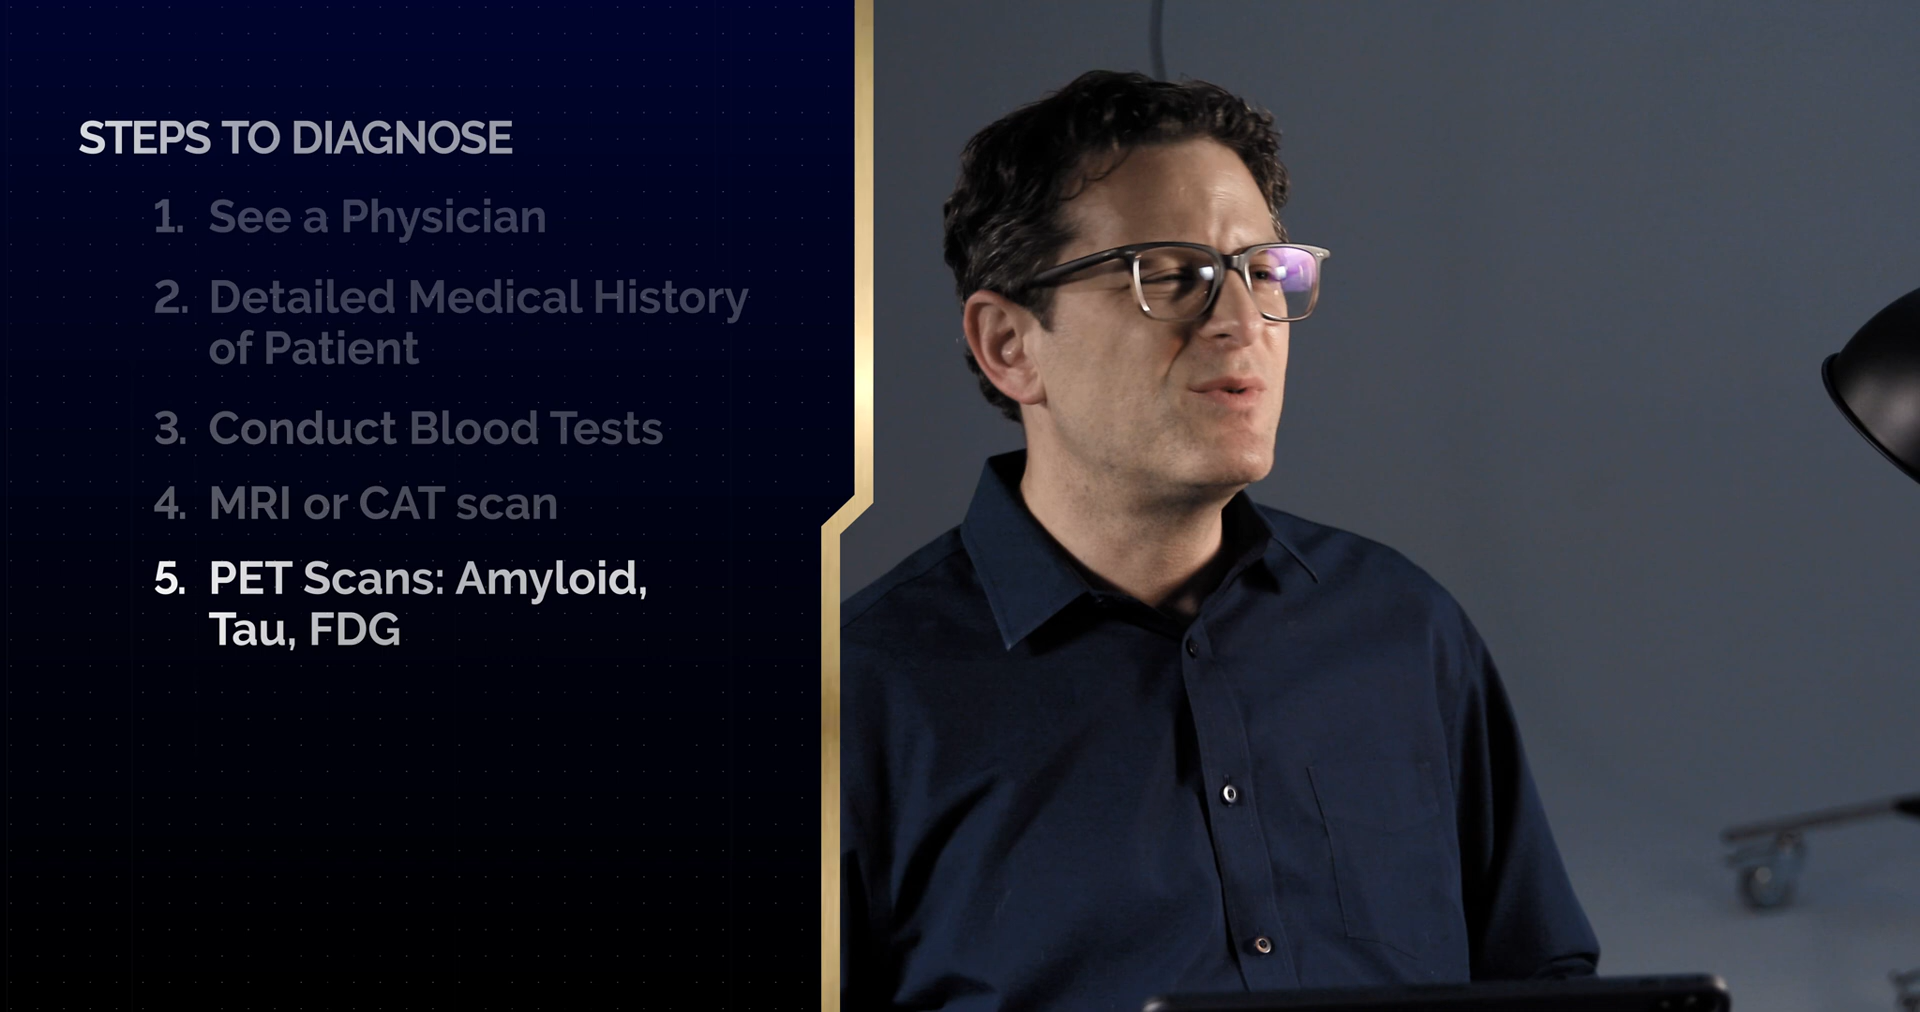 STEPS TO DIAGNOSE
1. See a Physician
2. Detailed Medical History
of Patient
3. Conduct Blood Tests
4. MRI or CAT scan
5. PET Scans: Amyloid,
Tau, FDG